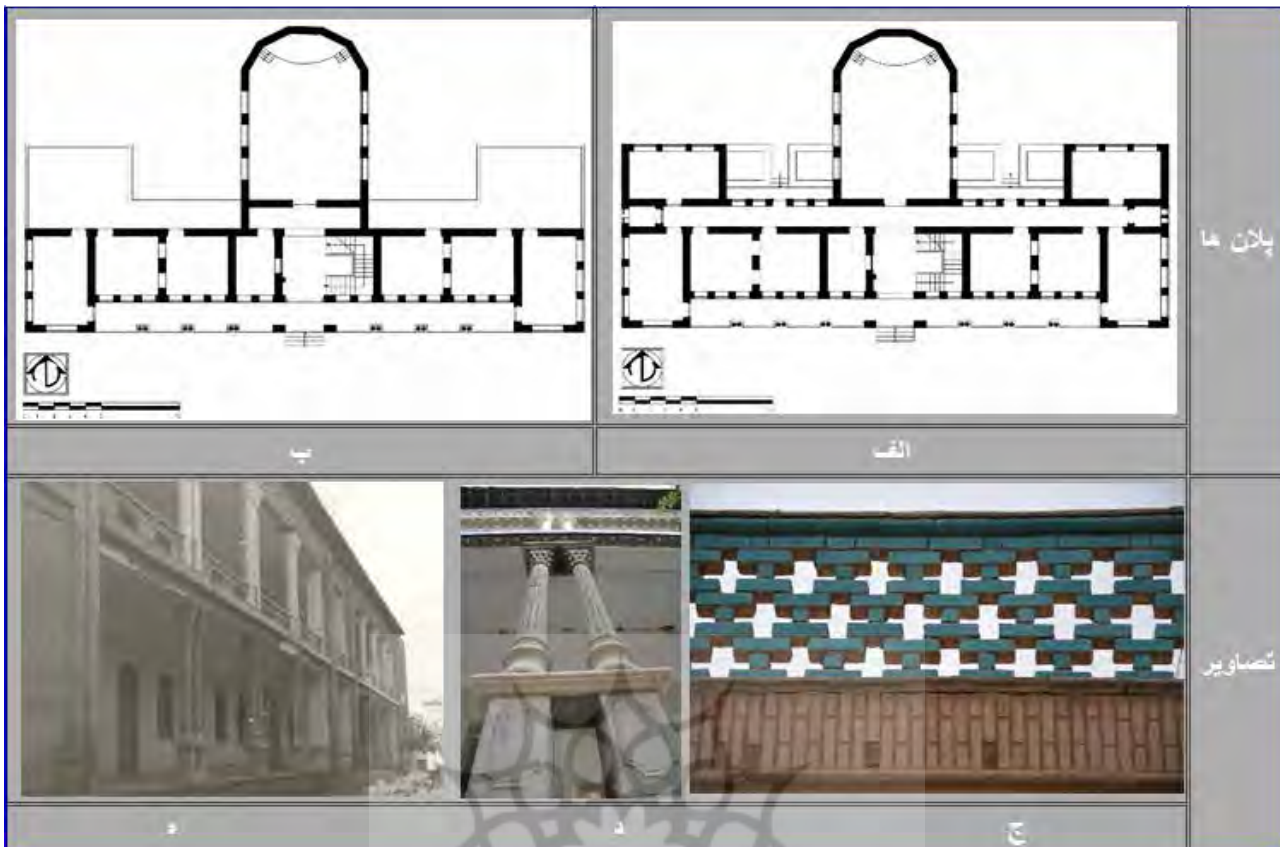 پلان ها
الف
ب
تصاویر
ج
د